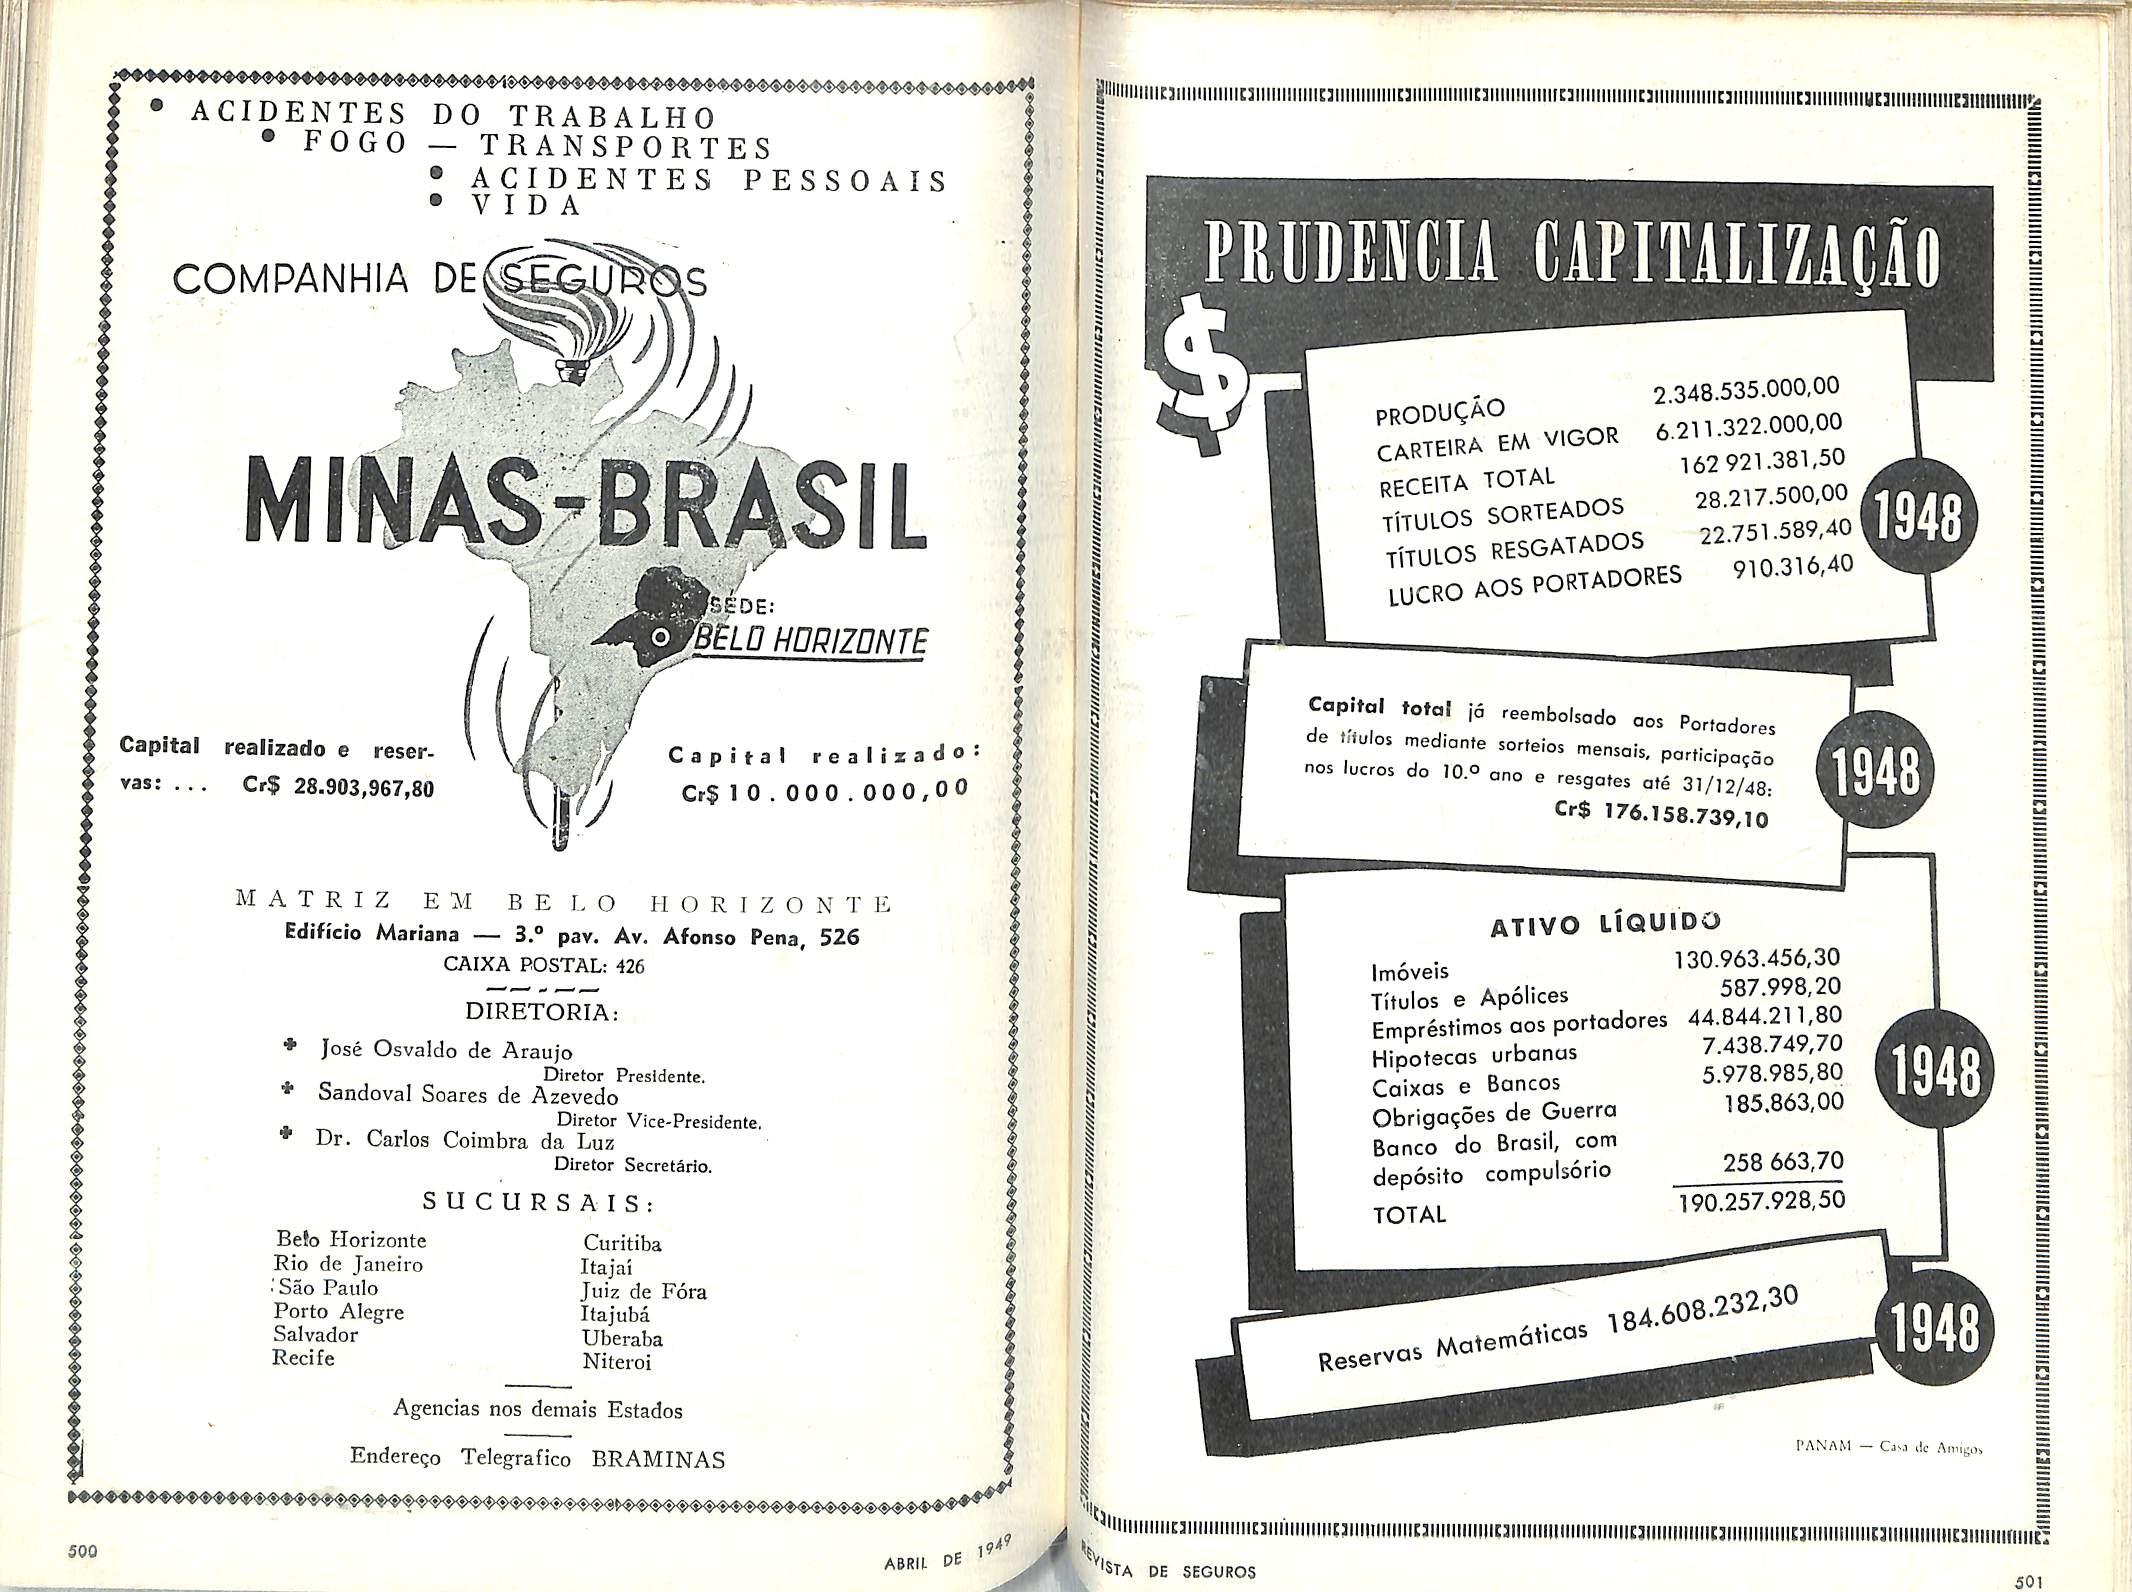 • ACIDENTES DO TRABALHO
• FOGO — TRANSPORTES
• ACIDENTES PESSOAIS
• VIDA
COMPANHIA DE SEGUROS
MINAS-BRASIL
SÉDE:
BELO HORIZONTE
Capital realizado e reser-
vas: ... Cr$ 28.903,967,80
Capital realizado:
Cr$ 10.000.000,00
MATRIZ EM BELO HORIZONTE
Edifício Mariana — 3.º pav. Av. Afonso Pena, 526
CAIXA POSTAL: 426
DIRETORIA:
José Osvaldo de Araujo
Diretor Presidente.
Sandoval Soares de Azevedo
Diretor Vice-Presidente.
Dr. Carlos Coimbra da Luz
Diretor Secretário.
SUCURSAIS:
Belo Horizonte
Rio de Janeiro
São Paulo
Porto Alegre
Salvador
Recife
Curitiba
Itajaí
Juiz de Fóra
Itajubá
Uberaba
Niteroi
Agencias nos demais Estados
Endereço Telegrafico BRAMINAS
500
ABRIL DE 1949
PRUDENCIA CAPITALIZAÇÃO
$
PRODUÇÃO 2.348.535.000,00
CARTEIRA EM VIGOR 6.211.322.000,00
RECEITA TOTAL 162 921.381,50
TÍTULOS SORTEADOS 28.217.500,00
TÍTULOS RESGATADOS 22.751.589,40
LUCRO AOS PORTADORES 910.316,40
1948
Capital total já reembolsado aos Portadores
de títulos mediante sorteios mensais, participação
nos lucros do 10.º ano e resgates até 31/12/48:
Cr$ 176.158.739,10
1948
ATIVO LÍQUIDO
Imóveis 130.963.456,30
Títulos e Apólices 587.998,20
Empréstimos aos portadores 44.844.211,80
Hipotecas urbanas 7.438.749,70
Caixas e Bancos 5.978.985,80
Obrigações de Guerra 185.863,00
Banco do Brasil, com
depósito compulsório 258 663,70
TOTAL 190.257.928,50
1948
Reservas Matemáticas 184.608.232,30
1948
PANAM — Casa de Amigos
REVISTA DE SEGUROS
501